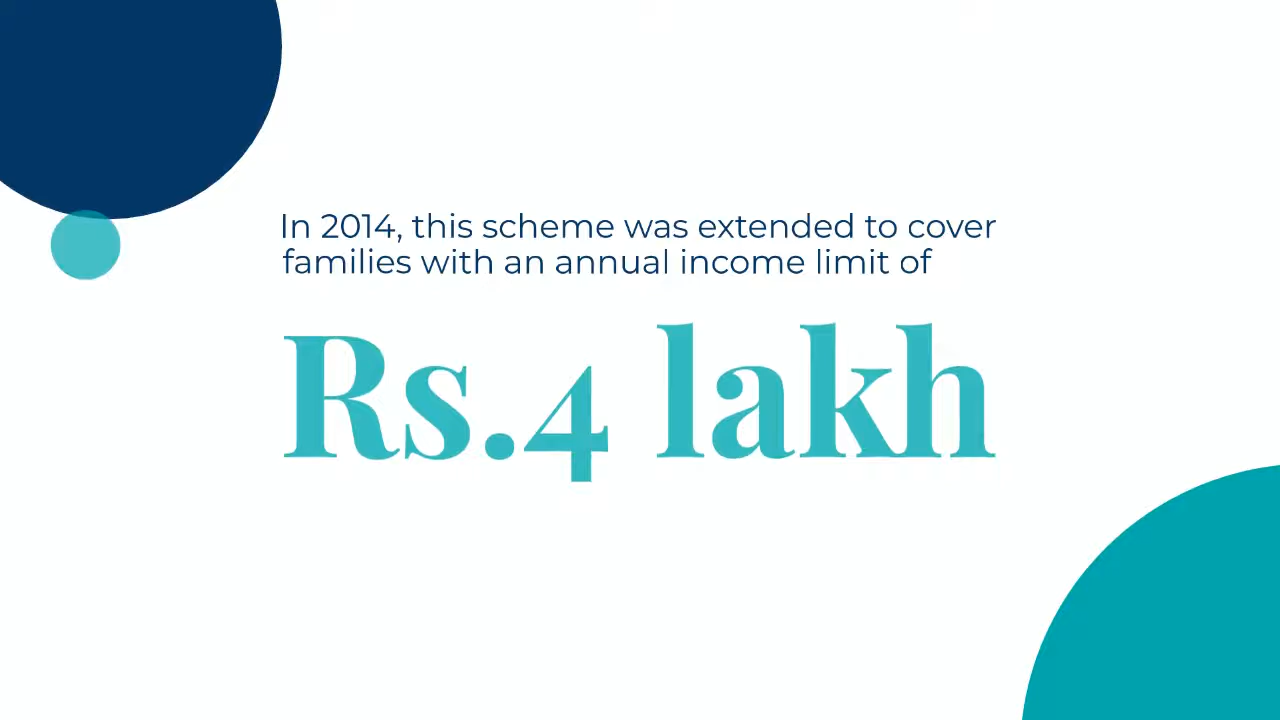 In 2014, this scheme was extended to cover
families with an annual income limit of
Rs.4 lakh